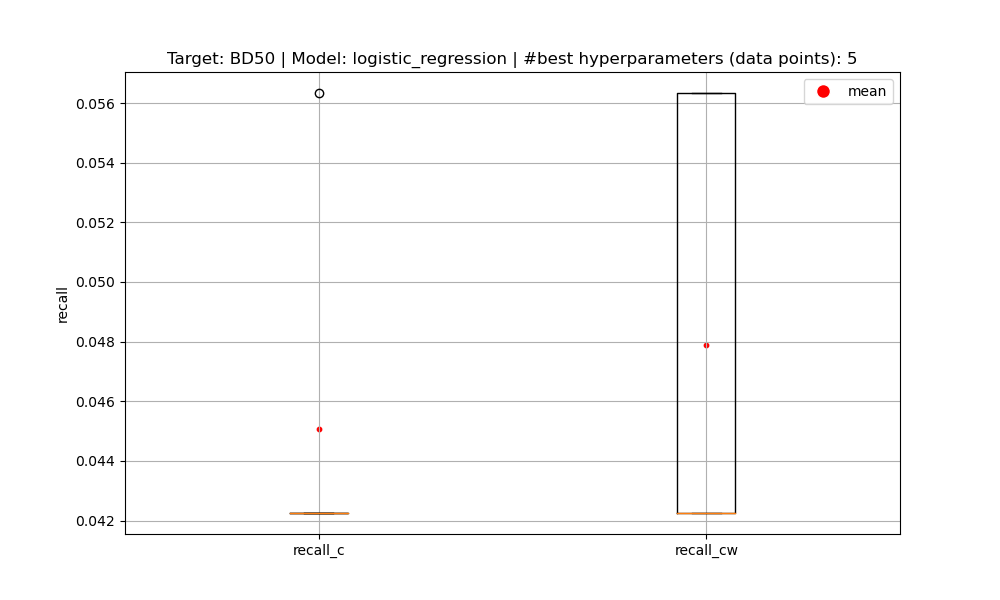 Target: BD50 | Model: logistic_regression | #best hyperparameters (data points): 5
mean
0.056
0.054
0.052
0.050
0.048
0.046
0.044
0.042
recall
recall_c
recall_cw